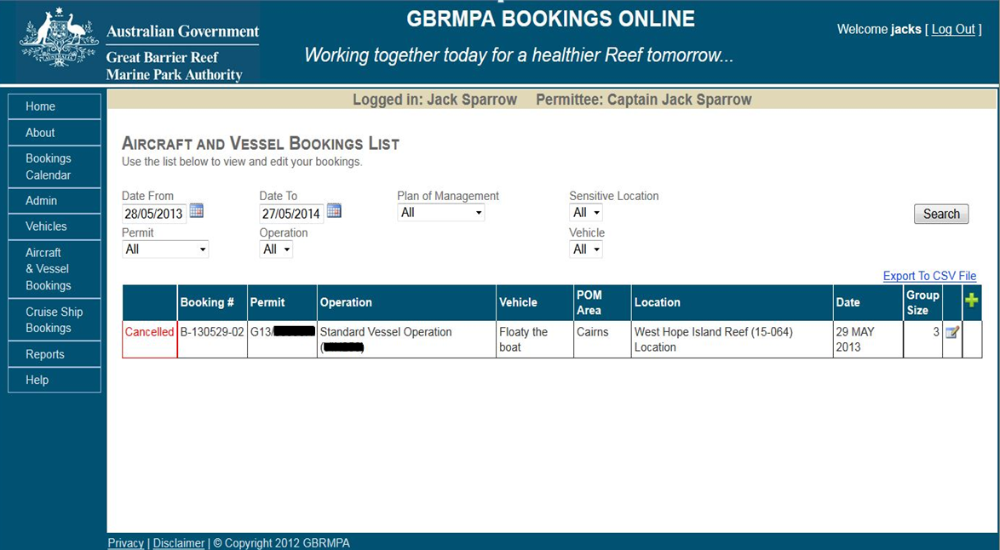 Australian Government
Great Barrier Reef
Marine Park Authority
GBRMPA BOOKINGS ONLINE
Working together today for a healthier Reef tomorrow...
Welcome jacks [ Log Out ]
Home
About
Bookings
Calendar
Admin
Vehicles
Aircraft
& Vessel
Bookings
Cruise Ship
Bookings
Reports
Help
Logged in: Jack Sparrow Permittee: Captain Jack Sparrow
AIRCRAFT AND VESSEL BOOKINGS LIST
Use the list below to view and edit your bookings.
Date From Date To Plan of Management Sensitive Location
28/05/2013 27/05/2014 All All Search
Permit Operation Vehicle
All All All
Export To CSV File
Booking # Permit Operation Vehicle POM Area Location Date Group Size
Cancelled B-130529-02 G13/ Standard Vessel Operation Floaty the Cairns West Hope Island Reef (15-064) 29 MAY 3
( ) boat Location 2013
Privacy | Disclaimer | © Copyright 2012 GBRMPA